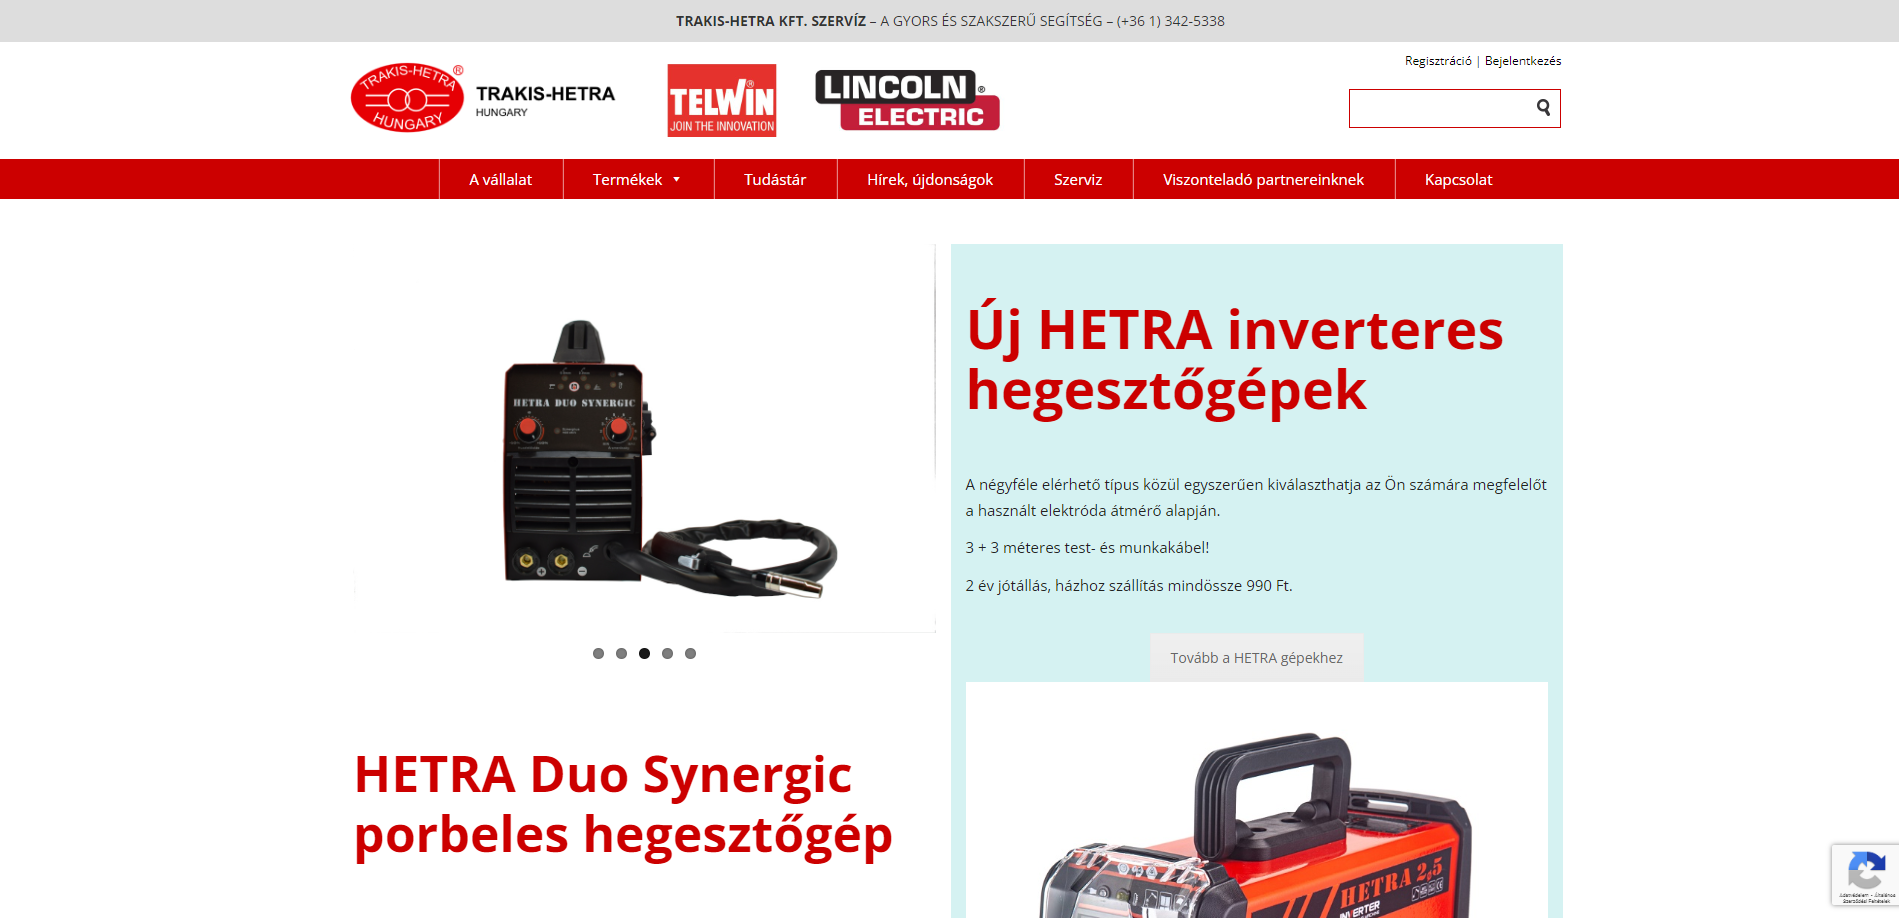 TRAKIS-HETRA KFT. SZERVÍZ – A GYORS ÉS SZAKSZERŰ SEGÍTSÉG – (+36 1) 342-5338
Regisztráció | Bejelentkezés
TRAKIS-HETRA ®
HUNGARY
TRAKIS-HETRA
HUNGARY
TELWIN ®
JOIN THE INNOVATION
LINCOLN ®
ELECTRIC
A vállalat
Termékek
Tudástár
Hírek, újdonságok
Szerviz
Viszonteladó partnereinknek
Kapcsolat
HETRA DUO SYNERGIC
HETRA Duo Synergic
porbeles hegesztőgép
Új HETRA inverteres
hegesztőgépek
A négyféle elérhető típus közül egyszerűen kiválaszthatja az Ön számára megfelelőt
a használt elektróda átmérő alapján.
3 + 3 méteres test- és munkakábel!
2 év jótállás, házhoz szállítás mindössze 990 Ft.
Tovább a HETRA gépekhez
HETRA 2,5
INVERTER
Adatvédelem - Általános
Szerződési Feltételek